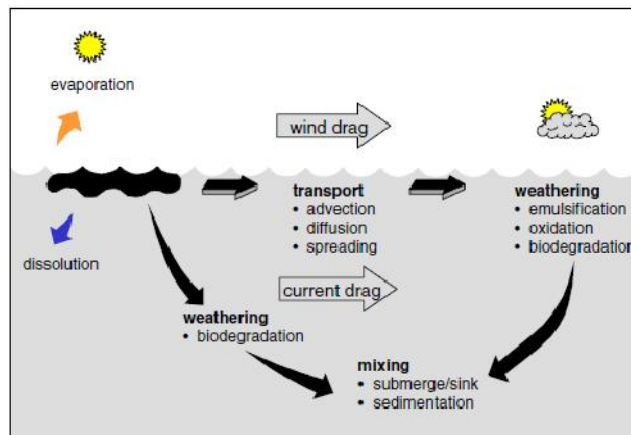 evaporation
wind drag
transport
• advection
• diffusion
• spreading
weathering
• emulsification
• oxidation
• biodegradation
dissolution
current drag
weathering
• biodegradation
mixing
• submerge/sink
• sedimentation